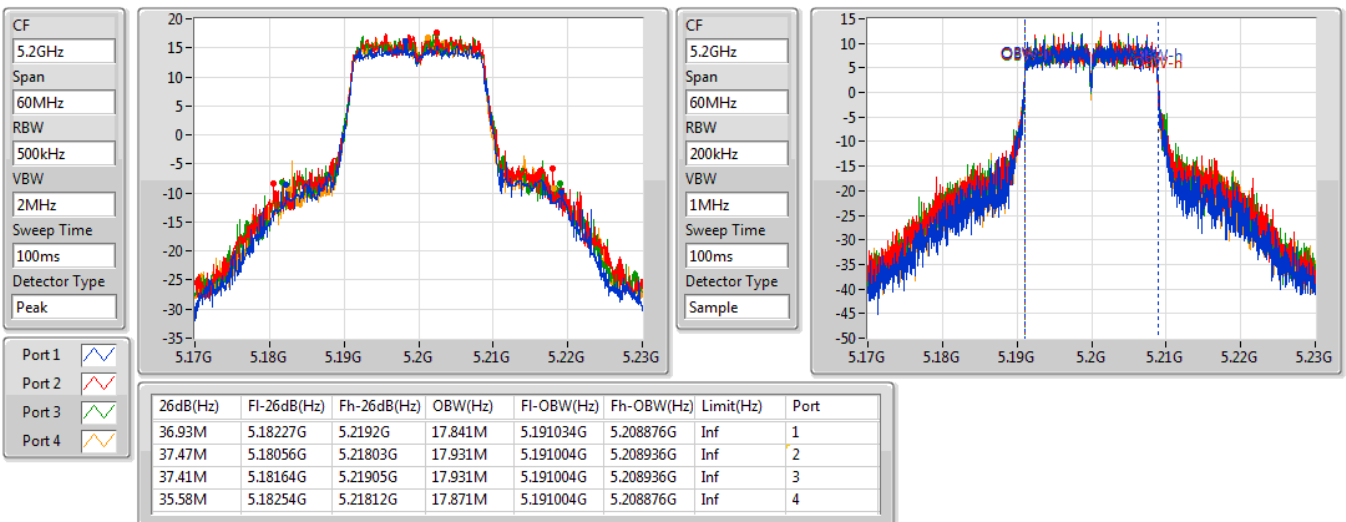 CF
5.2GHz
Span
60MHz
RBW
500kHz
VBW
2MHz
Sweep Time
100ms
Detector Type
Peak
20
15
10
5
0
-5
-10
-15
-20
-25
-30
-35
5.17G 5.18G 5.19G 5.2G 5.21G 5.22G 5.23G
CF
5.2GHz
Span
60MHz
RBW
200kHz
VBW
1MHz
Sweep Time
100ms
Detector Type
Sample
15
10
5
0
-5
-10
-15
-20
-25
-30
-35
-40
-45
-50
5.17G 5.18G 5.19G 5.2G 5.21G 5.22G 5.23G
Port 1
Port 2
Port 3
Port 4
26dB(Hz) Fl-26dB(Hz) Fh-26dB(Hz) OBW(Hz) Fl-OBW(Hz) Fh-OBW(Hz) Limit(Hz) Port
36.93M 5.18227G 5.2192G 17.841M 5.191034G 5.208876G Inf 1
37.47M 5.18056G 5.21803G 17.931M 5.191004G 5.208936G Inf 2
37.41M 5.18164G 5.21905G 17.931M 5.191004G 5.208936G Inf 3
35.58M 5.18254G 5.21812G 17.871M 5.191004G 5.208876G Inf 4